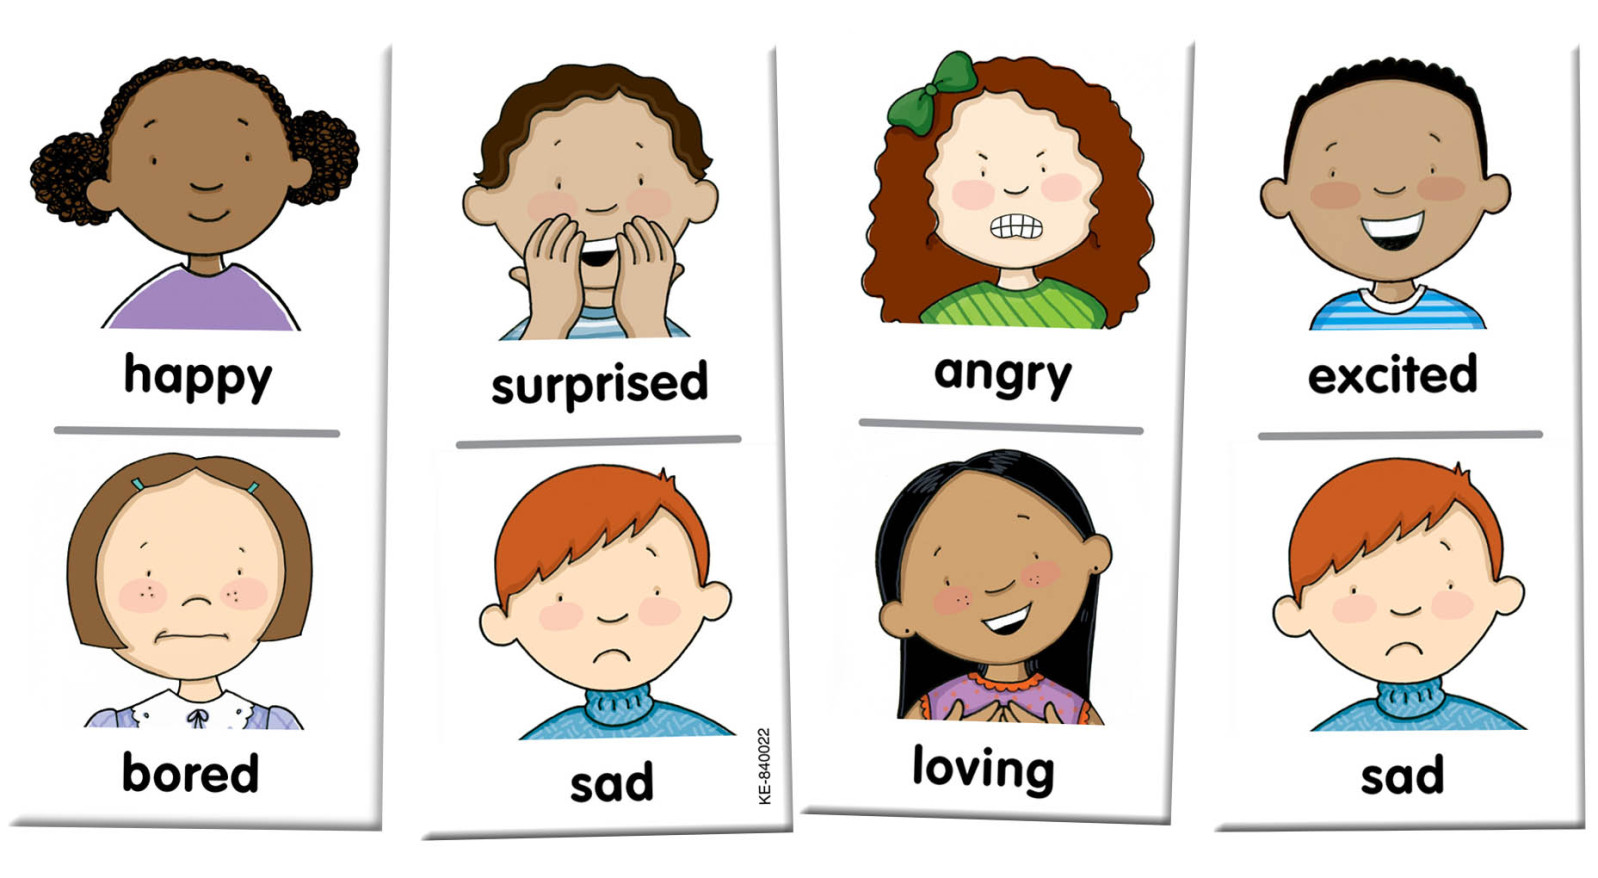 happy
bored
surprised
sad
KE-840022
angry
loving
excited
sad